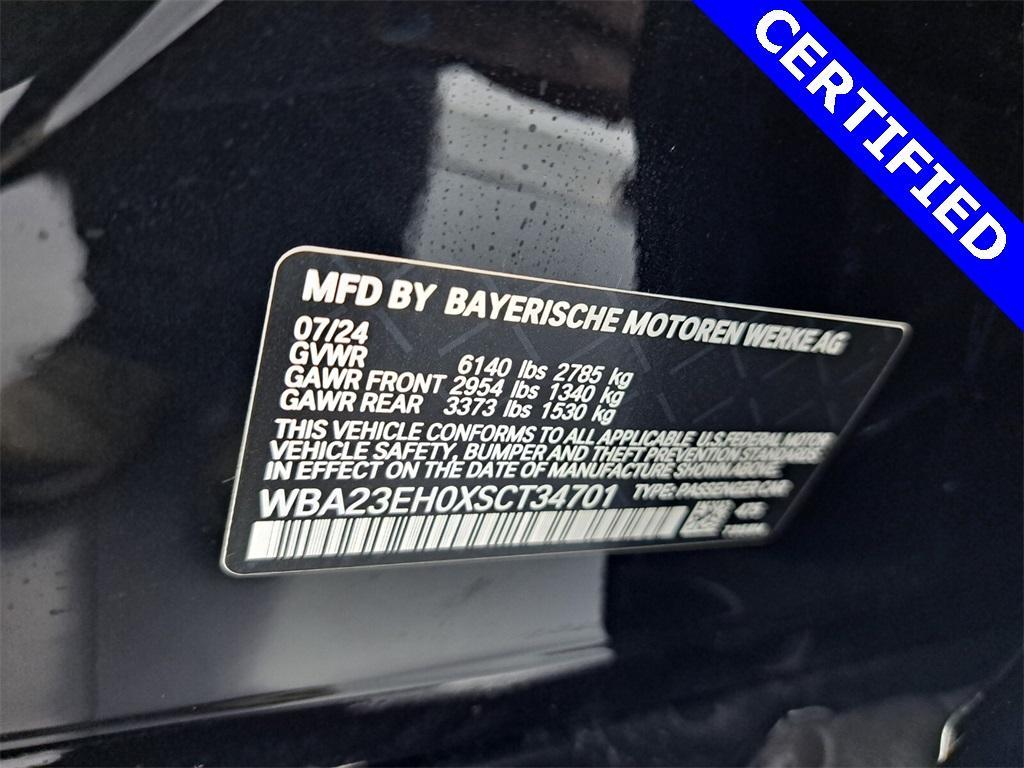 CERTIFIED
MFD BY BAYERISCHE MOTOREN WERKE AG
07/24
GVWR 6140 lbs 2785 kg
GAWR FRONT 2954 lbs 1340 kg
GAWR REAR 3373 lbs 1530 kg
THIS VEHICLE CONFORMS TO ALL APPLICABLE U.S.FEDERAL MOTOR
VEHICLE SAFETY, BUMPER AND THEFT PREVENTION STANDARDS
IN EFFECT ON THE DATE OF MANUFACTURE SHOWN ABOVE.
WBA23EH0XSCT34701 TYPE: PASSENGER CAR